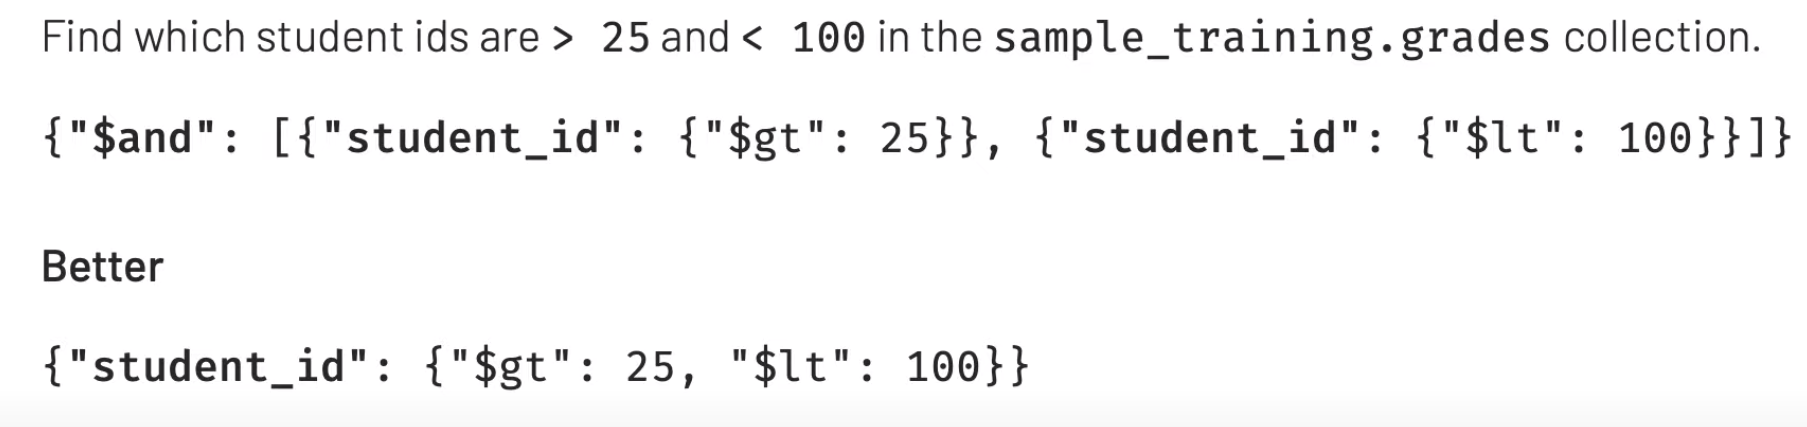 Find which student ids are > 25 and < 100 in the sample_training.grades collection.
{"$and": [{"student_id": {"$gt": 25}}, {"student_id": {"$lt": 100}}]}
Better
{"student_id": {"$gt": 25, "$lt": 100}}